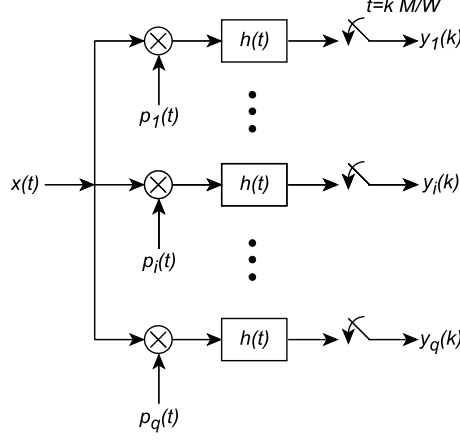 t=k M/W
h(t)
y1(k)
p1(t)
x(t)
h(t)
yi(k)
pi(t)
h(t)
yq(k)
pq(t)